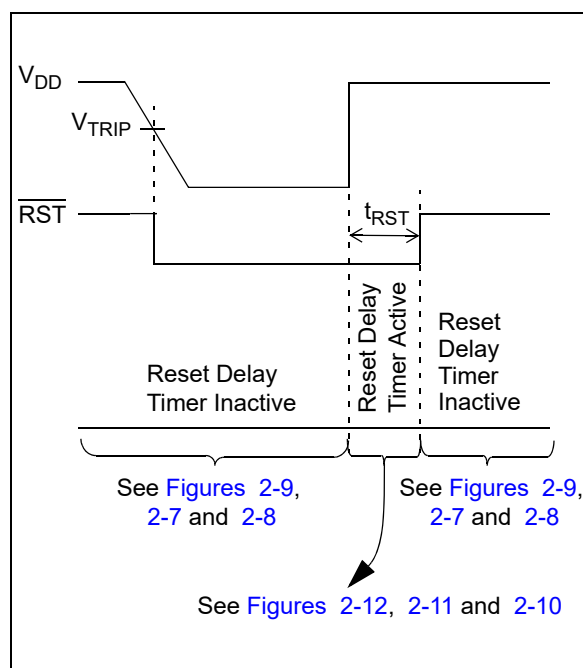 VDD
VTRIP
RST
tRST
Reset Delay
Timer Inactive
Reset Delay
Timer Active
Reset
Delay
Timer
Inactive
See Figures 2-9,
2-7 and 2-8
See Figures 2-9,
2-7 and 2-8
See Figures 2-12, 2-11 and 2-10